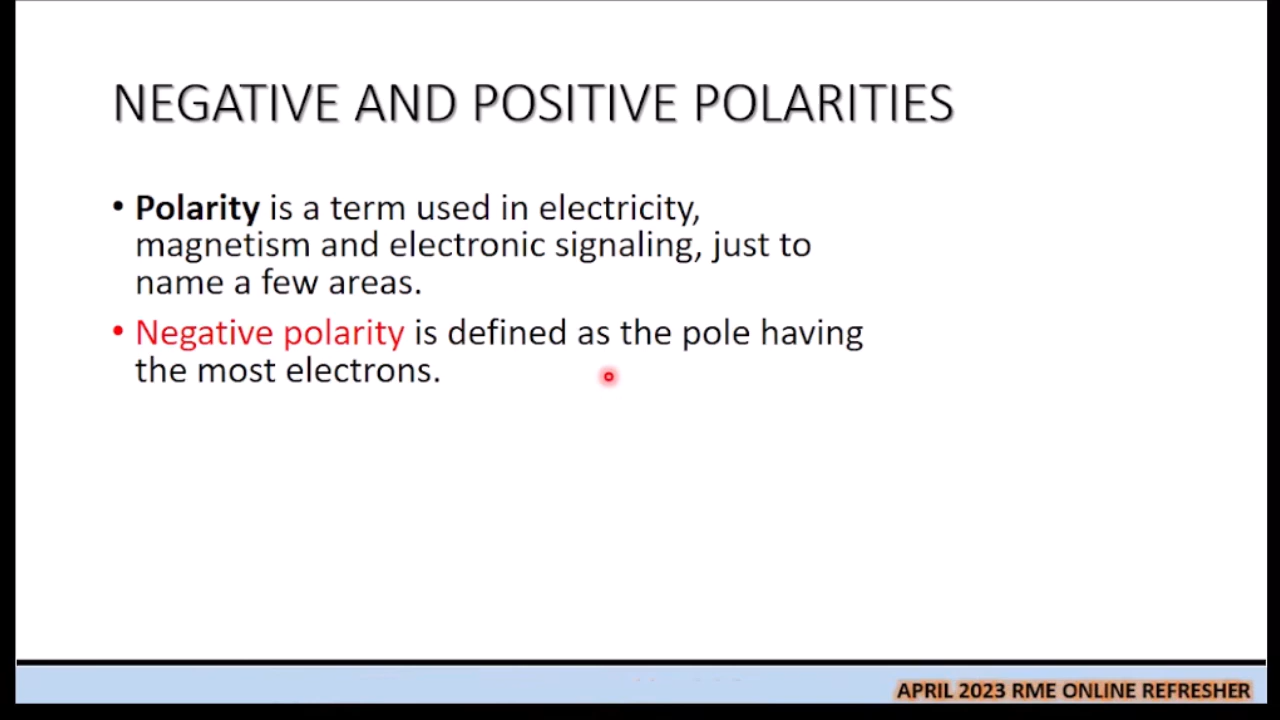 NEGATIVE AND POSITIVE POLARITIES
• Polarity is a term used in electricity,
magnetism and electronic signaling, just to
name a few areas.
• Negative polarity is defined as the pole having
the most electrons.
APRIL 2023 RME ONLINE REFRESHER